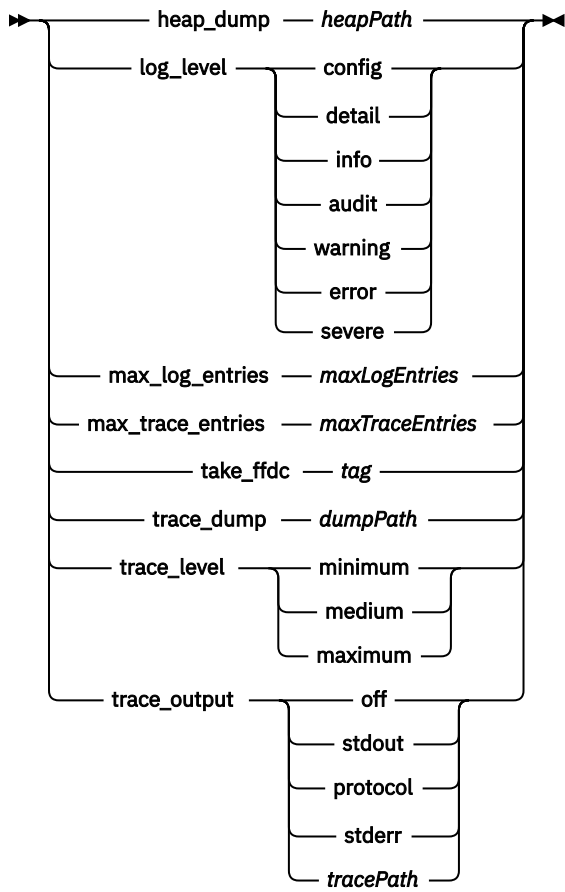 heap_dump heapPath
log_level config
detail
info
audit
warning
error
severe
max_log_entries maxLogEntries
max_trace_entries maxTraceEntries
take_ffdc tag
trace_dump dumpPath
trace_level minimum
medium
maximum
trace_output off
stdout
protocol
stderr
tracePath